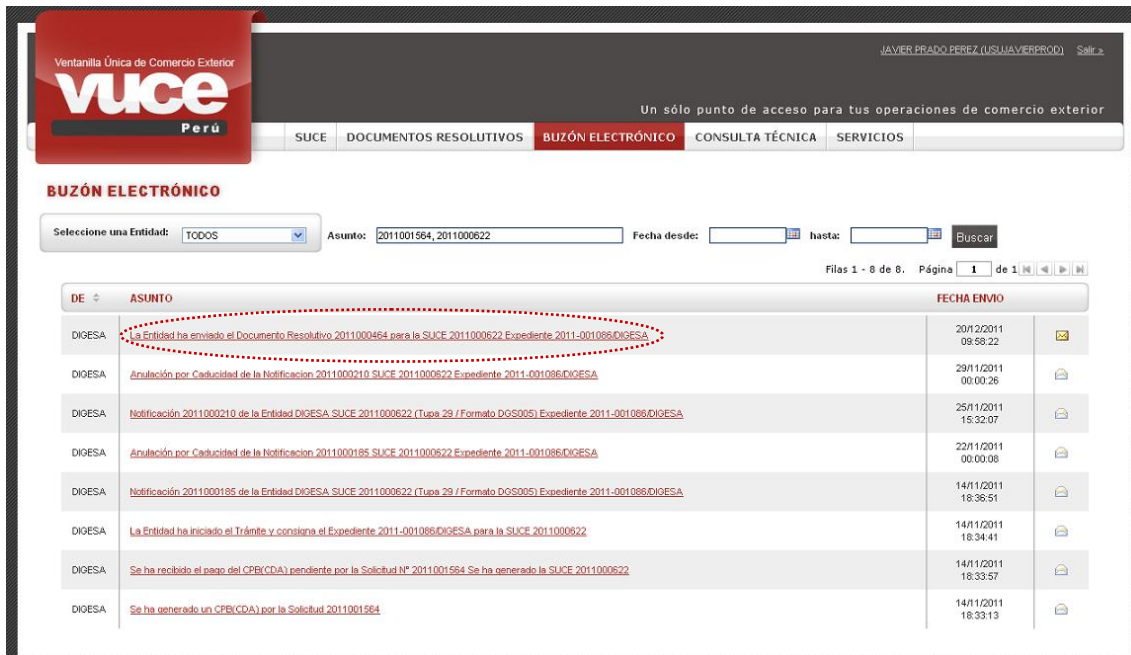 Ventanilla Única de Comercio Exterior
vuce
Perú
JAVIER PRADO PEREZ (USUJAVIERPROD) Salir »
Un sólo punto de acceso para tus operaciones de comercio exterior
SUCE DOCUMENTOS RESOLUTIVOS BUZÓN ELECTRÓNICO CONSULTA TÉCNICA SERVICIOS
BUZÓN ELECTRÓNICO
Seleccione una Entidad: TODOS Asunto: 2011001564, 2011000622 Fecha desde: hasta: Buscar
Filas 1 - 8 de 8. Página 1 de 1
DE ASUNTO FECHA ENVIO
DIGESA La Entidad ha enviado el Documento Resolutivo 2011000464 para la SUCE 2011000622 Expediente 2011-001086/DIGESA 20/12/2011
09:58:22
DIGESA Anulación por Caducidad de la Notificacion 2011000210 SUCE 2011000622 Expediente 2011-001086/DIGESA 29/11/2011
00:00:26
DIGESA Notificación 2011000210 de la Entidad DIGESA SUCE 2011000622 (Tupa 29 / Formato DGS005) Expediente 2011-001086/DIGESA 25/11/2011
15:32:07
DIGESA Anulación por Caducidad de la Notificacion 2011000185 SUCE 2011000622 Expediente 2011-001086/DIGESA 22/11/2011
00:00:08
DIGESA Notificación 2011000185 de la Entidad DIGESA SUCE 2011000622 (Tupa 29 / Formato DGS005) Expediente 2011-001086/DIGESA 14/11/2011
18:36:51
DIGESA La Entidad ha iniciado el Trámite y consigna el Expediente 2011-001086/DIGESA para la SUCE 2011000622 14/11/2011
18:34:41
DIGESA Se ha recibido el pago del CPB(CDA) pendiente por la Solicitud N° 2011001564 Se ha generado la SUCE 2011000622 14/11/2011
18:33:57
DIGESA Se ha generado un CPB(CDA) por la Solicitud 2011001564 14/11/2011
18:33:13